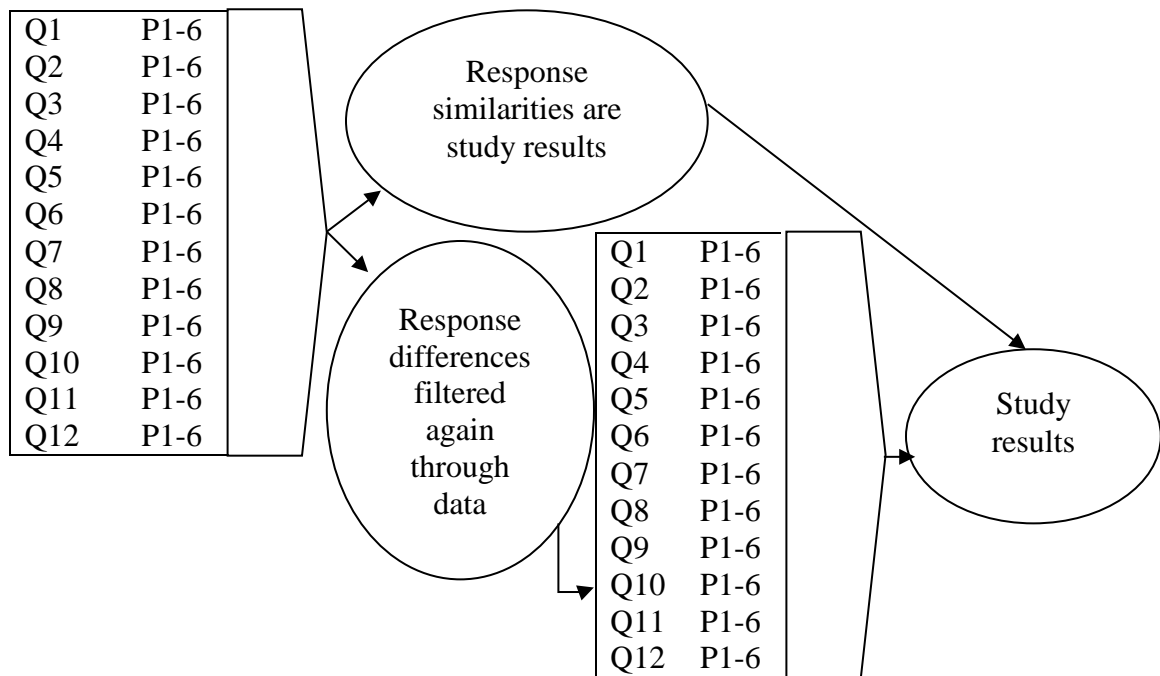 Q1 P1-6
Q2 P1-6
Q3 P1-6
Q4 P1-6
Q5 P1-6
Q6 P1-6
Q7 P1-6
Q8 P1-6
Q9 P1-6
Q10 P1-6
Q11 P1-6
Q12 P1-6
Response
similarities are
study results
Response
differences
filtered
again
through
data
Q1 P1-6
Q2 P1-6
Q3 P1-6
Q4 P1-6
Q5 P1-6
Q6 P1-6
Q7 P1-6
Q8 P1-6
Q9 P1-6
Q10 P1-6
Q11 P1-6
Q12 P1-6
Study
results